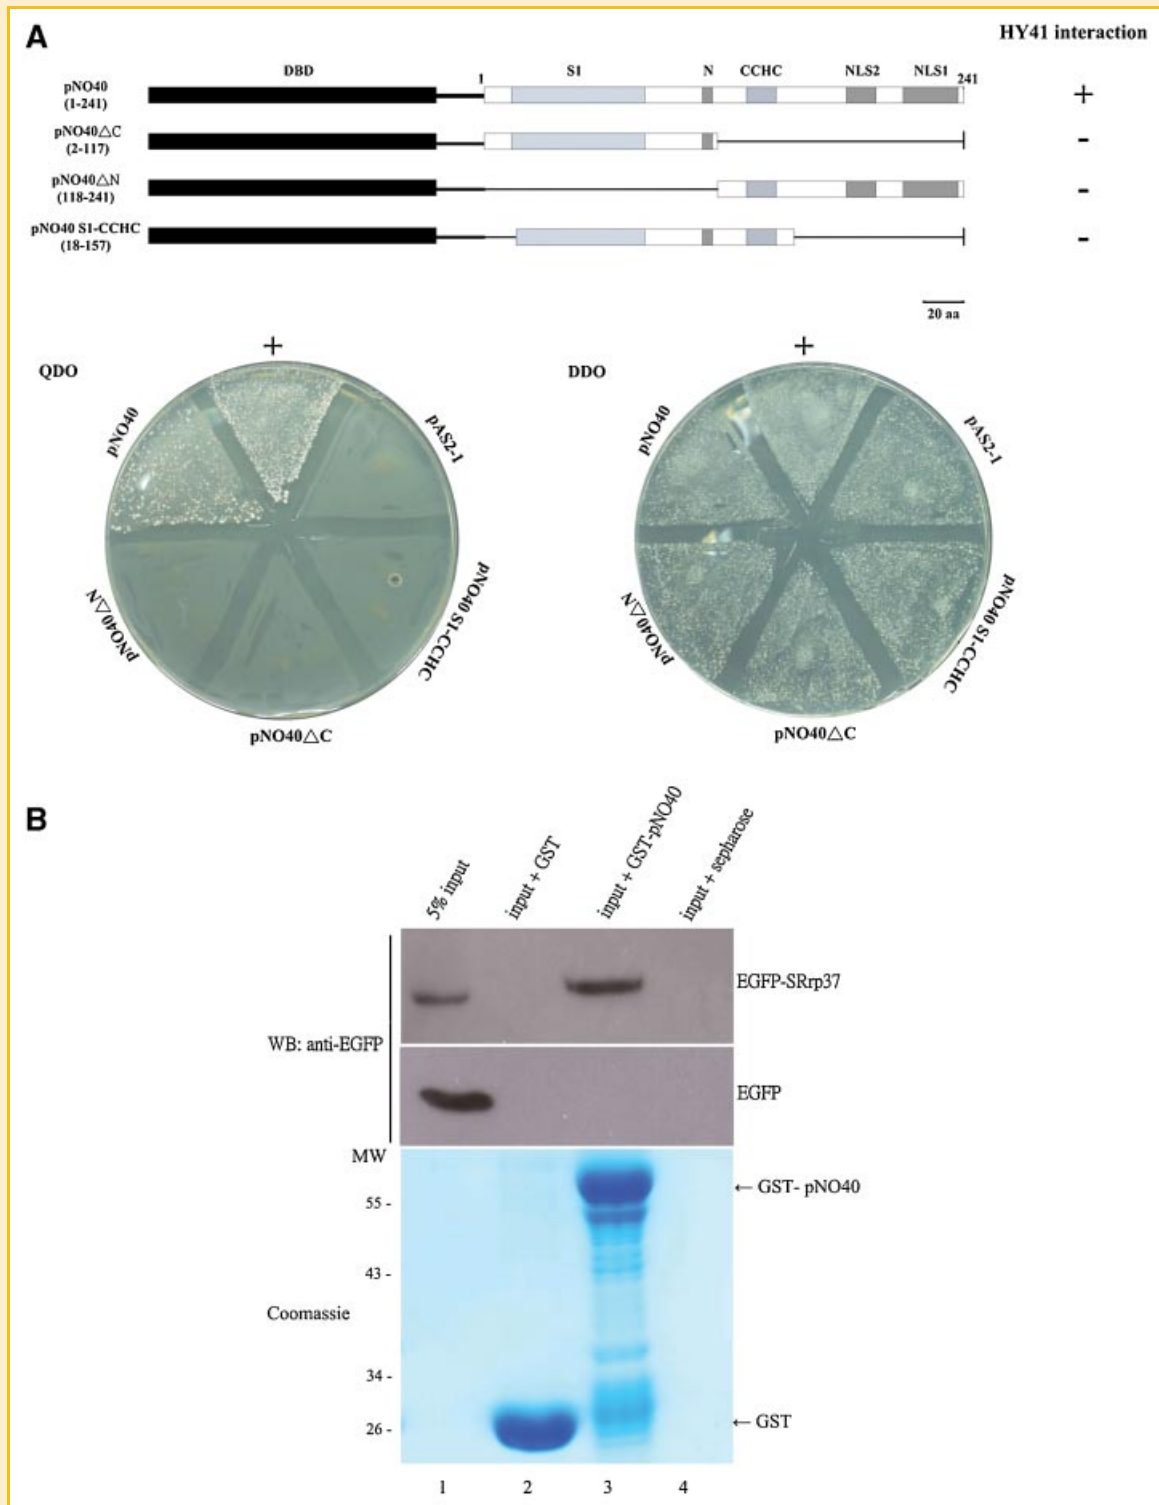 A
HY41 interaction
DBD
1
S1
N
CCHC
NLS2
NLS1
241
pNO40
(1-241)
+
pNO40△C
(2-117)
-
pNO40△N
(118-241)
-
pNO40 S1-CCHC
(18-157)
-
20 aa
QDO
+
pNO40
pAS2-1
pNO40△N
pNO40 S1-CCHC
pNO40△C
DDO
+
pNO40
pAS2-1
pNO40△N
pNO40 S1-CCHC
pNO40△C
B
5% input
input + GST
input + GST-pNO40
input + sepharose
WB: anti-EGFP
EGFP-SRrp37
EGFP
MW
55 -
43 -
34 -
26 -
Coomassie
← GST- pNO40
← GST
1 2 3 4